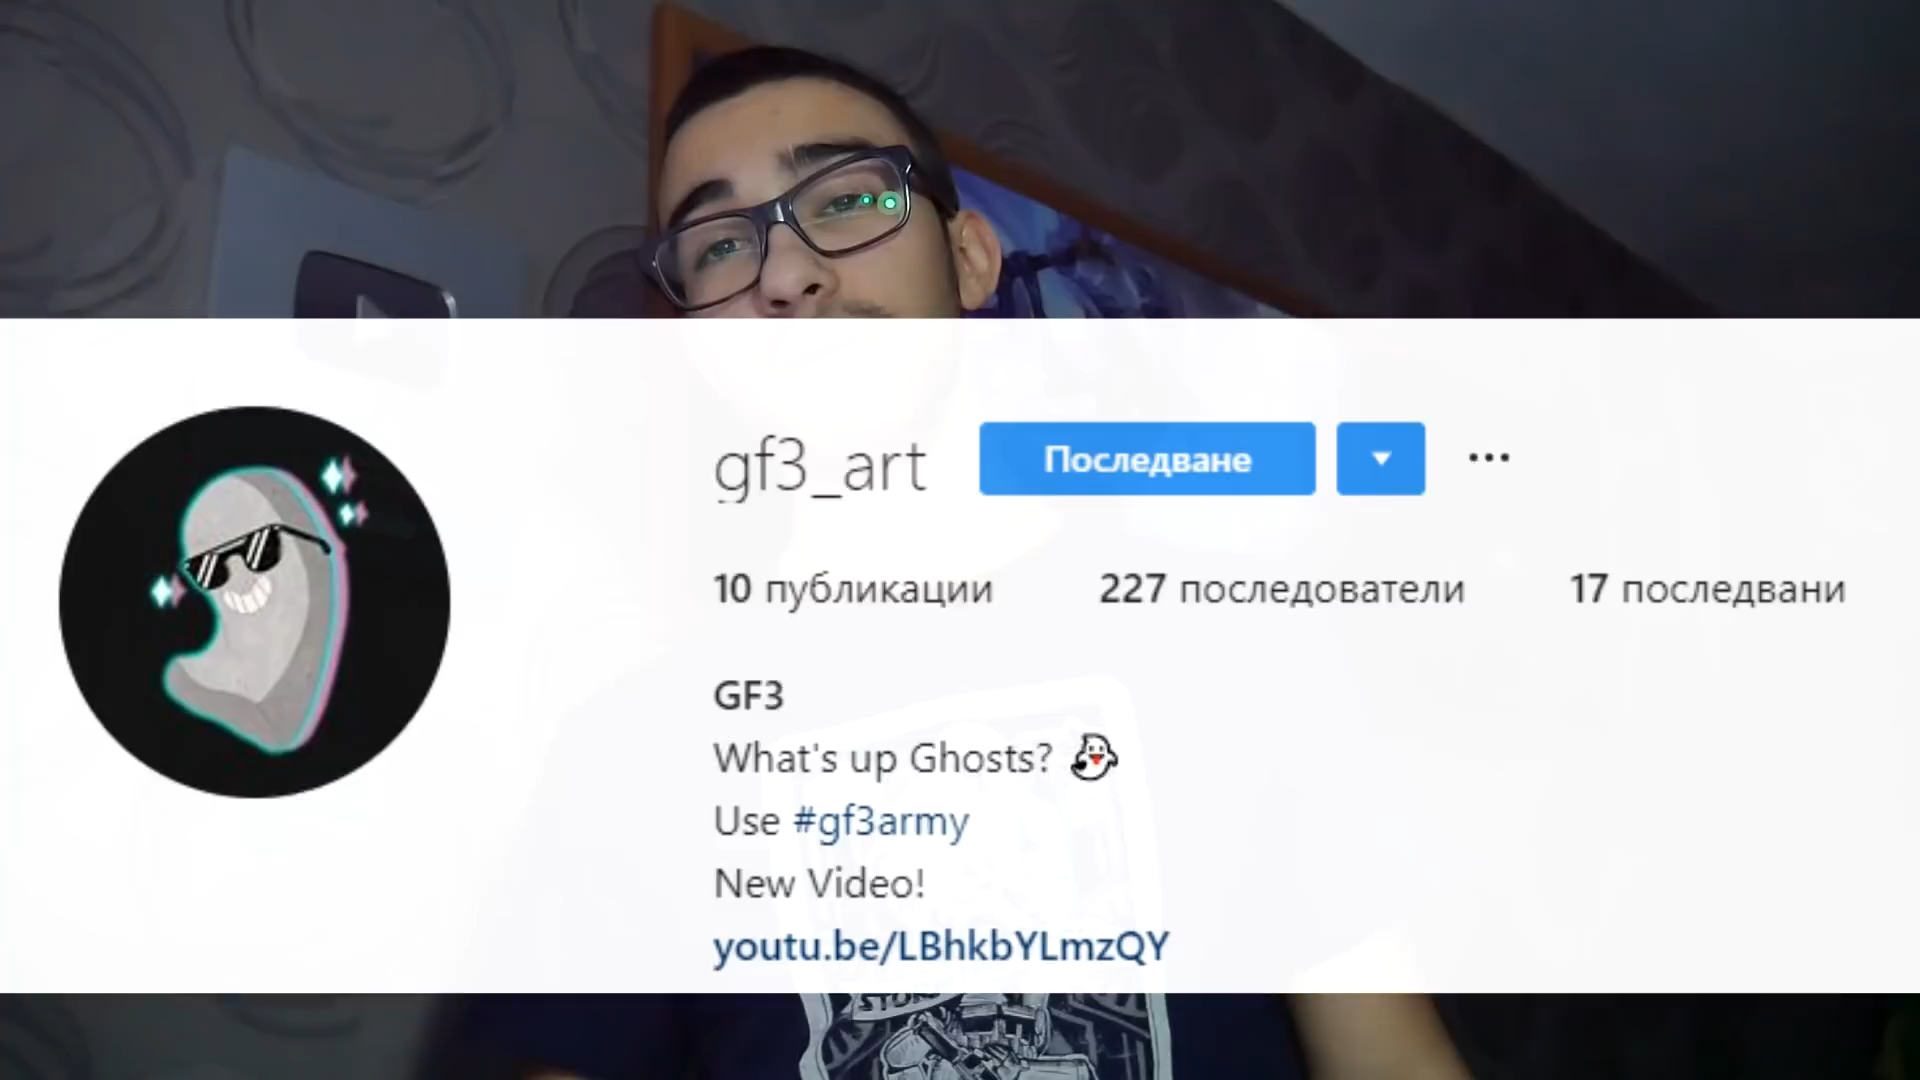 gf3_art Последване
10 публикации 227 последователи 17 последвани
GF3
What's up Ghosts? 👻
Use #gf3army
New Video!
youtu.be/LBhkbYLmzQY